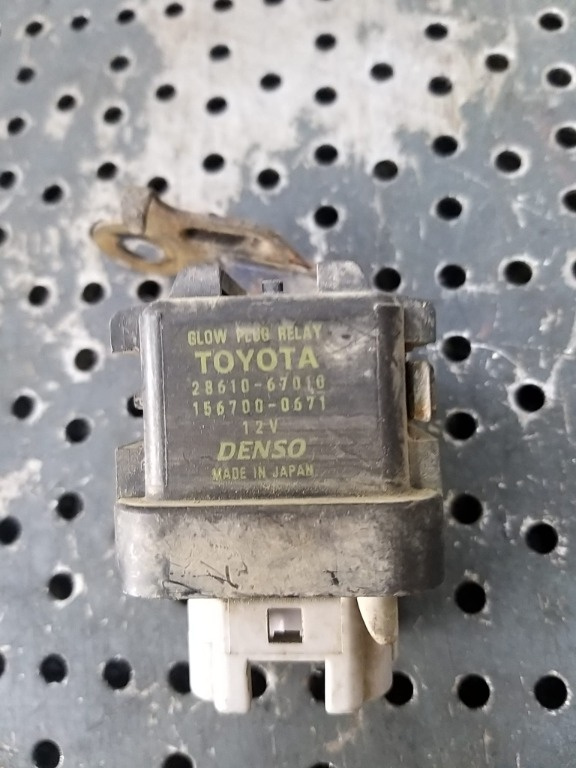 GLOW PLUG RELAY
TOYOTA
28610-67010
156700-0671
12V
DENSO
MADE IN JAPAN